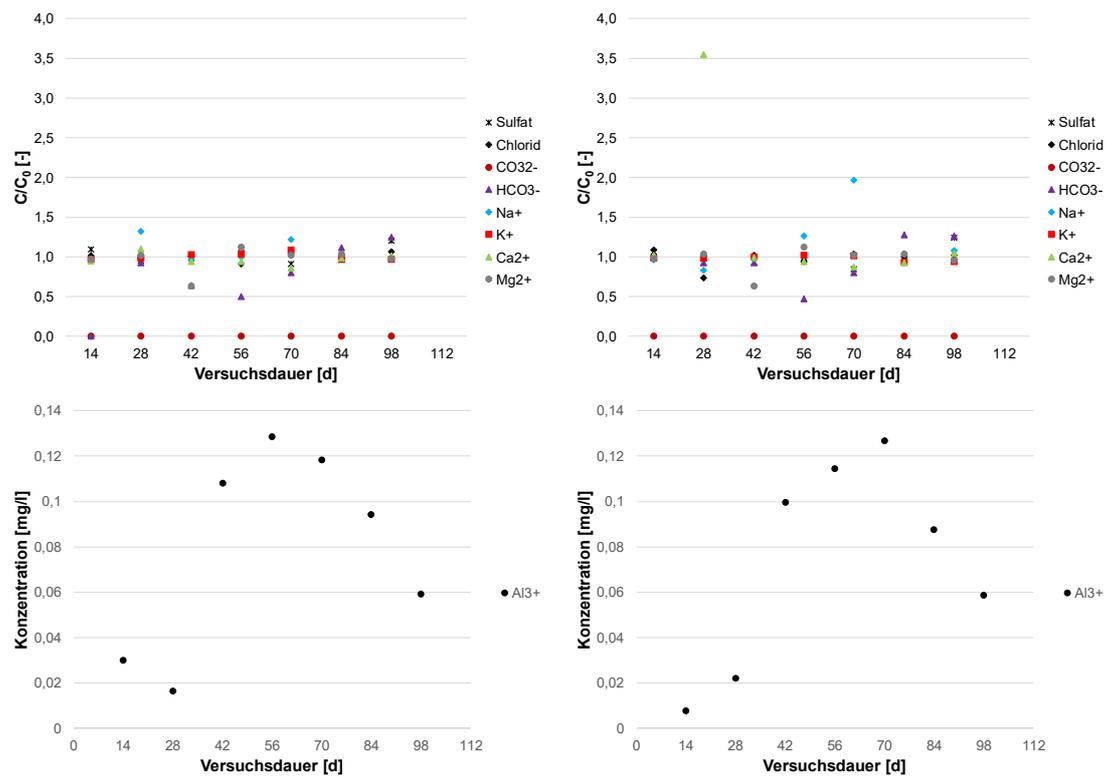 4,0
3,5
3,0
2,5
2,0
1,5
1,0
0,5
0,0
C/C0 [-]
14 28 42 56 70 84 98 112
Versuchsdauer [d]
Sulfat
Chlorid
CO32-
HCO3-
Na+
K+
Ca2+
Mg2+
4,0
3,5
3,0
2,5
2,0
1,5
1,0
0,5
0,0
C/C0 [-]
14 28 42 56 70 84 98 112
Versuchsdauer [d]
Sulfat
Chlorid
CO32-
HCO3-
Na+
K+
Ca2+
Mg2+
0,14
0,12
0,1
0,08
0,06
0,04
0,02
0
Konzentration [mg/l]
0 14 28 42 56 70 84 98 112
Versuchsdauer [d]
Al3+
0,14
0,12
0,1
0,08
0,06
0,04
0,02
0
Konzentration [mg/l]
0 14 28 42 56 70 84 98 112
Versuchsdauer [d]
Al3+